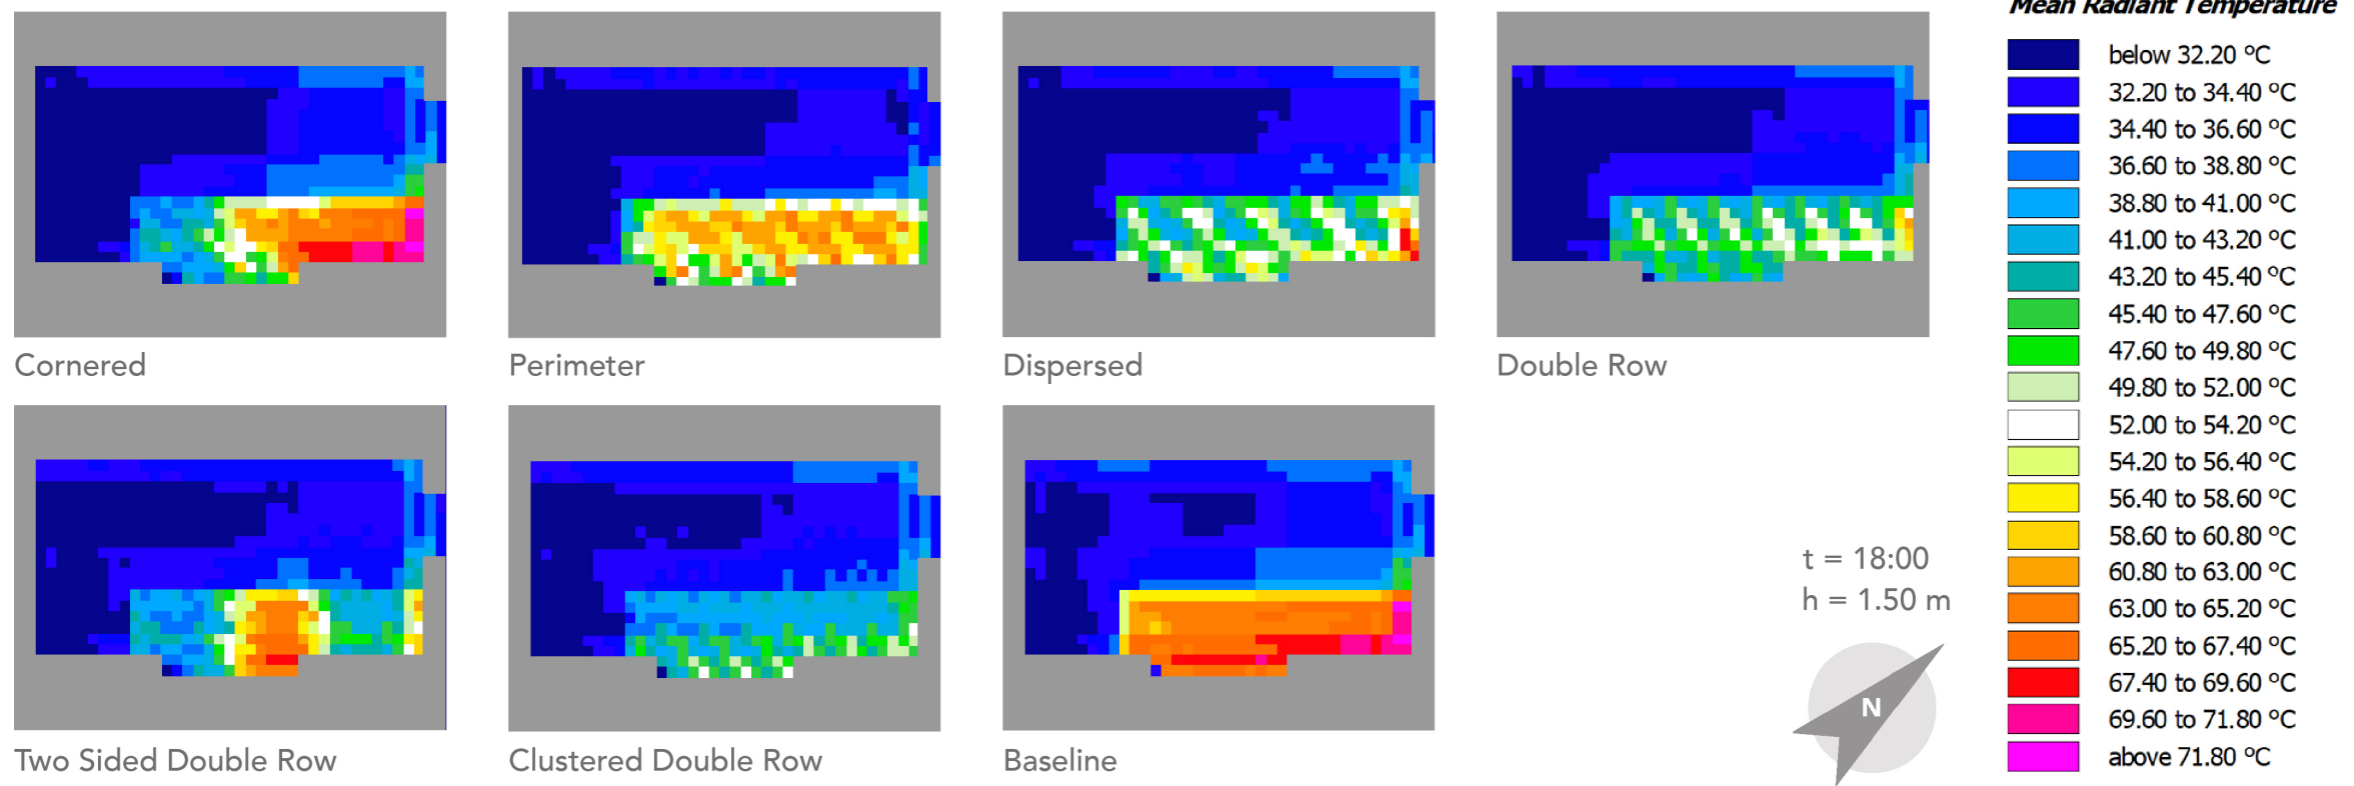 Mean Radiant Temperature
below 32.20 °C
32.20 to 34.40 °C
34.40 to 36.60 °C
36.60 to 38.80 °C
38.80 to 41.00 °C
41.00 to 43.20 °C
43.20 to 45.40 °C
45.40 to 47.60 °C
47.60 to 49.80 °C
49.80 to 52.00 °C
52.00 to 54.20 °C
54.20 to 56.40 °C
56.40 to 58.60 °C
58.60 to 60.80 °C
60.80 to 63.00 °C
63.00 to 65.20 °C
65.20 to 67.40 °C
67.40 to 69.60 °C
69.60 to 71.80 °C
above 71.80 °C
Cornered
Perimeter
Dispersed
Double Row
Two Sided Double Row
Clustered Double Row
Baseline
t = 18:00
h = 1.50 m
N